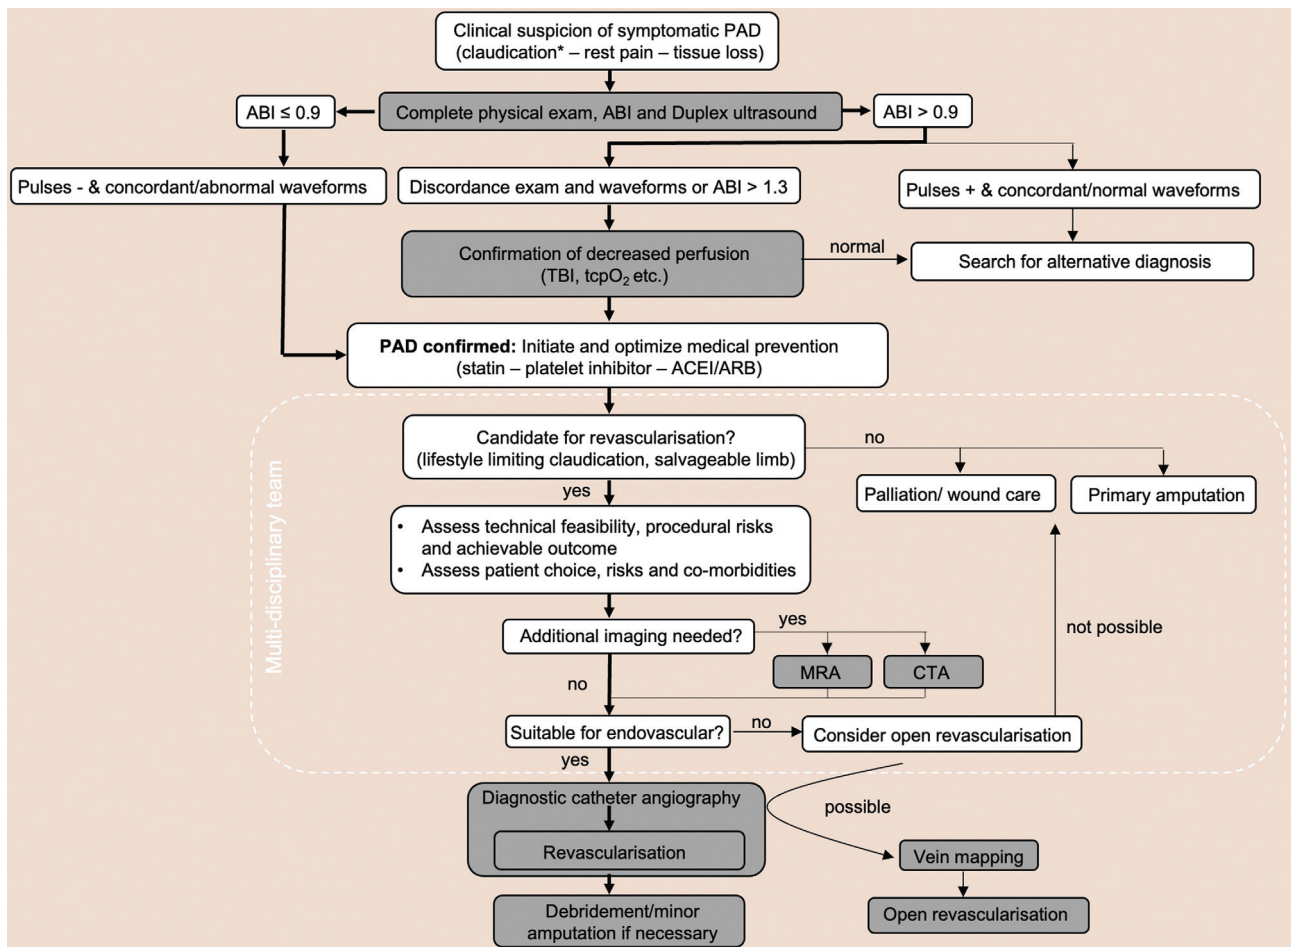 Clinical suspicion of symptomatic PAD
(claudication* – rest pain – tissue loss)
ABI ≤ 0.9
Complete physical exam, ABI and Duplex ultrasound
ABI > 0.9
Pulses - & concordant/abnormal waveforms
Discordance exam and waveforms or ABI > 1.3
Pulses + & concordant/normal waveforms
Confirmation of decreased perfusion
(TBI, tcpO₂ etc.)
normal
Search for alternative diagnosis
PAD confirmed: Initiate and optimize medical prevention
(statin – platelet inhibitor – ACEI/ARB)
Multi-disciplinary team
Candidate for revascularisation?
(lifestyle limiting claudication, salvageable limb)
no
Palliation/ wound care
Primary amputation
yes
• Assess technical feasibility, procedural risks
and achievable outcome
• Assess patient choice, risks and co-morbidities
Additional imaging needed?
yes
MRA
CTA
not possible
no
Suitable for endovascular?
no
Consider open revascularisation
yes
Diagnostic catheter angiography
possible
Revascularisation
Vein mapping
Debridement/minor
amputation if necessary
Open revascularisation